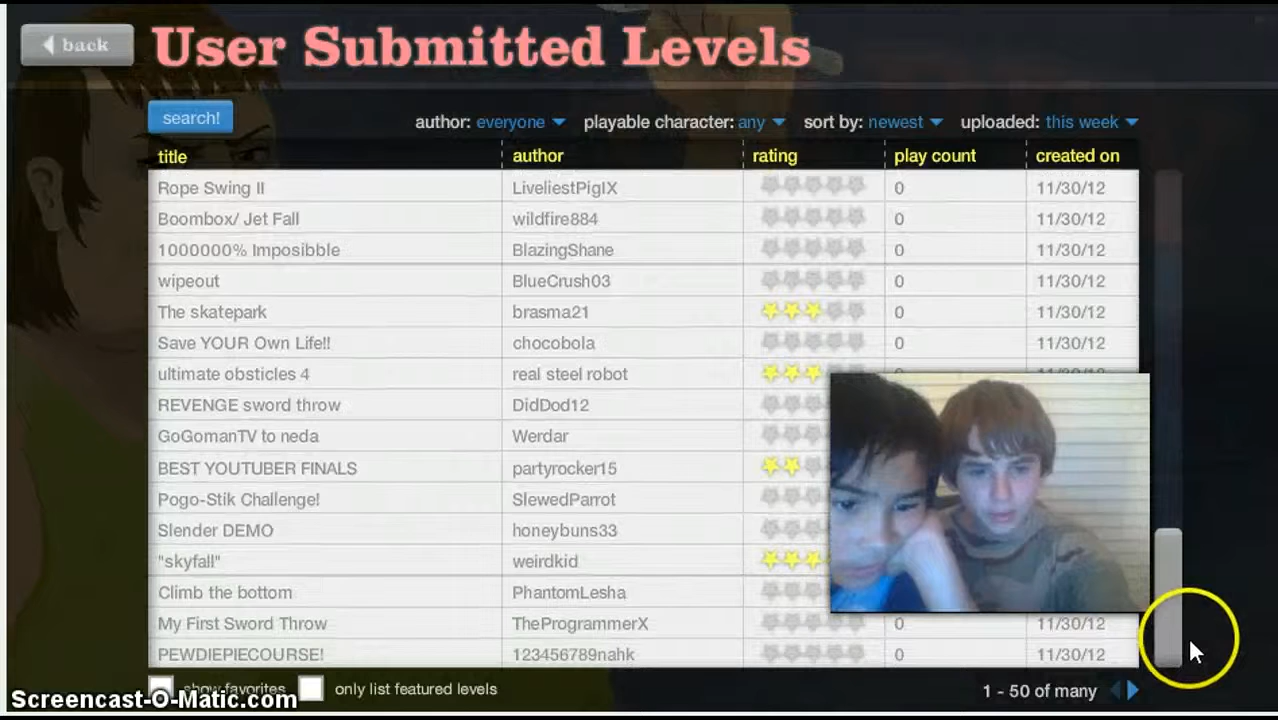 back
User Submitted Levels
search!
author: everyone playable character: any sort by: newest uploaded: this week
title author rating play count created on
Rope Swing II LiveliestPigIX 0 11/30/12
Boombox/ Jet Fall wildfire884 0 11/30/12
1000000% Imposibble BlazingShane 0 11/30/12
wipeout BlueCrush03 0 11/30/12
The skatepark brasma21 0 11/30/12
Save YOUR Own Life!! chocobola 0 11/30/12
ultimate obsticles 4 real steel robot
REVENGE sword throw DidDod12
GoGomanTV to neda Werdar
BEST YOUTUBER FINALS partyrocker15
Pogo-Stik Challenge! SlewedParrot
Slender DEMO honeybuns33
"skyfall" weirdkid
Climb the bottom PhantomLesha
My First Sword Throw TheProgrammerX 0 11/30/12
PEWDIEPIECOURSE! 123456789nahk 0 11/30/12
show favorites only list featured levels 1 - 50 of many
Screencast-O-Matic.com